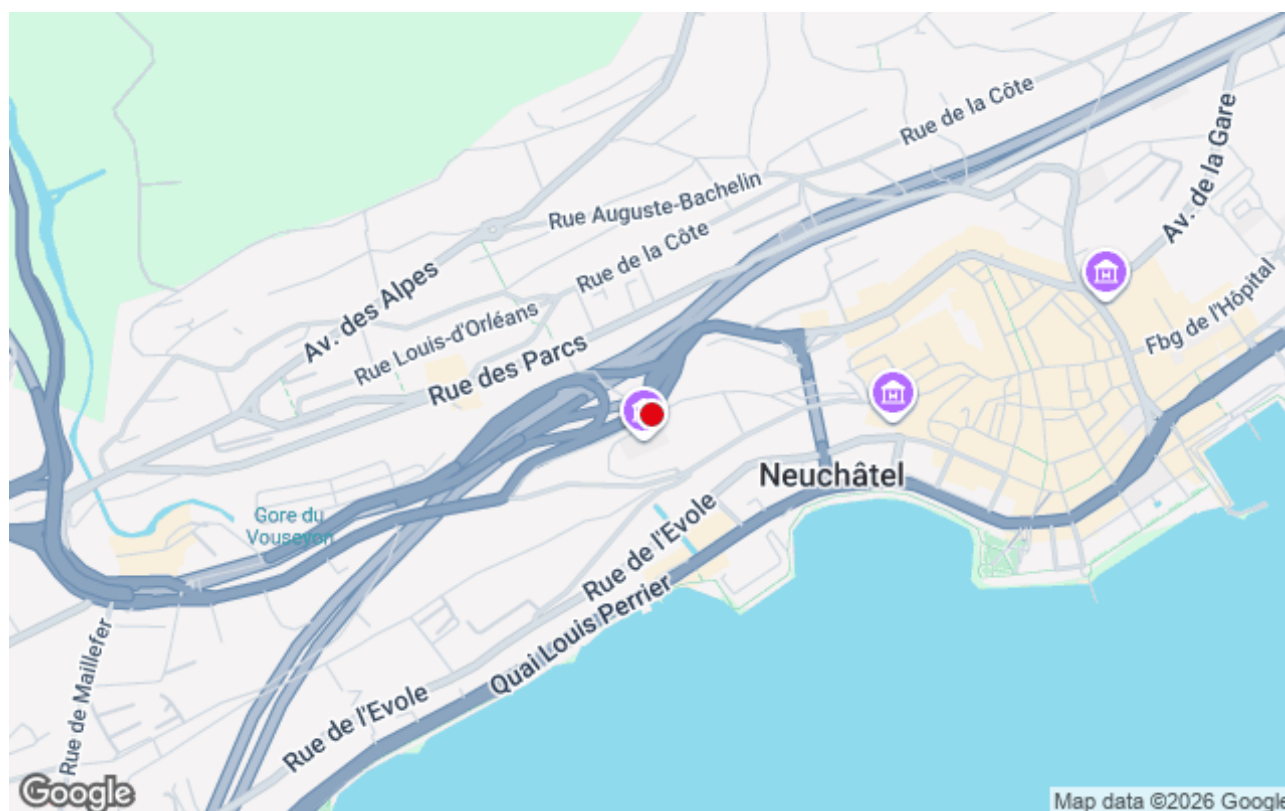 Rue de la Côte
Av. de la Gare
Rue Auguste-Bachelin
Rue de la Côte
Av. des Alpes
Fbg de l'Hôpital
Rue Louis-d'Orléans
Rue des Parcs
Neuchâtel
Gore du
Vouseyon
Rue de l'Evole
Quai Louis Perrier
Rue de Maillefer
Rue de l'Evole
Google
Map data ©2026 Google